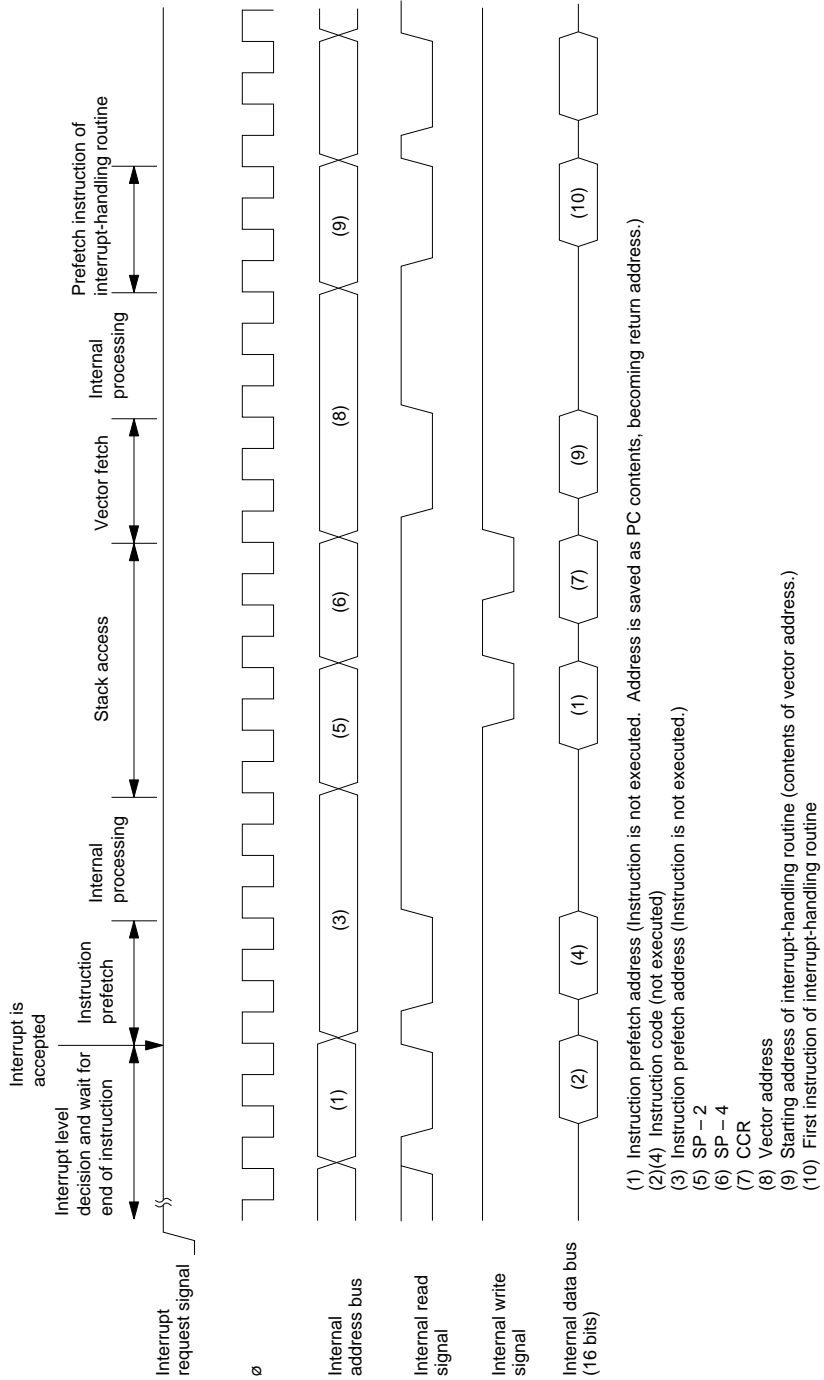 Interrupt is
accepted
Interrupt level
decision and wait for
end of instruction
Instruction
prefetch
Internal
processing
Stack access
Vector fetch
Internal
processing
Prefetch instruction of
interrupt-handling routine
Interrupt
request signal
ø
Internal
address bus
(1)
(3)
(5)
(6)
(8)
(9)
Internal read
signal
Internal write
signal
Internal data bus
(16 bits)
(2)
(4)
(1)
(7)
(9)
(10)
(1) Instruction prefetch address (Instruction is not executed. Address is saved as PC contents, becoming return address.)
(2)(4) Instruction code (not executed)
(3) Instruction prefetch address (Instruction is not executed.)
(5) SP – 2
(6) SP – 4
(7) CCR
(8) Vector address
(9) Starting address of interrupt-handling routine (contents of vector address.)
(10) First instruction of interrupt-handling routine